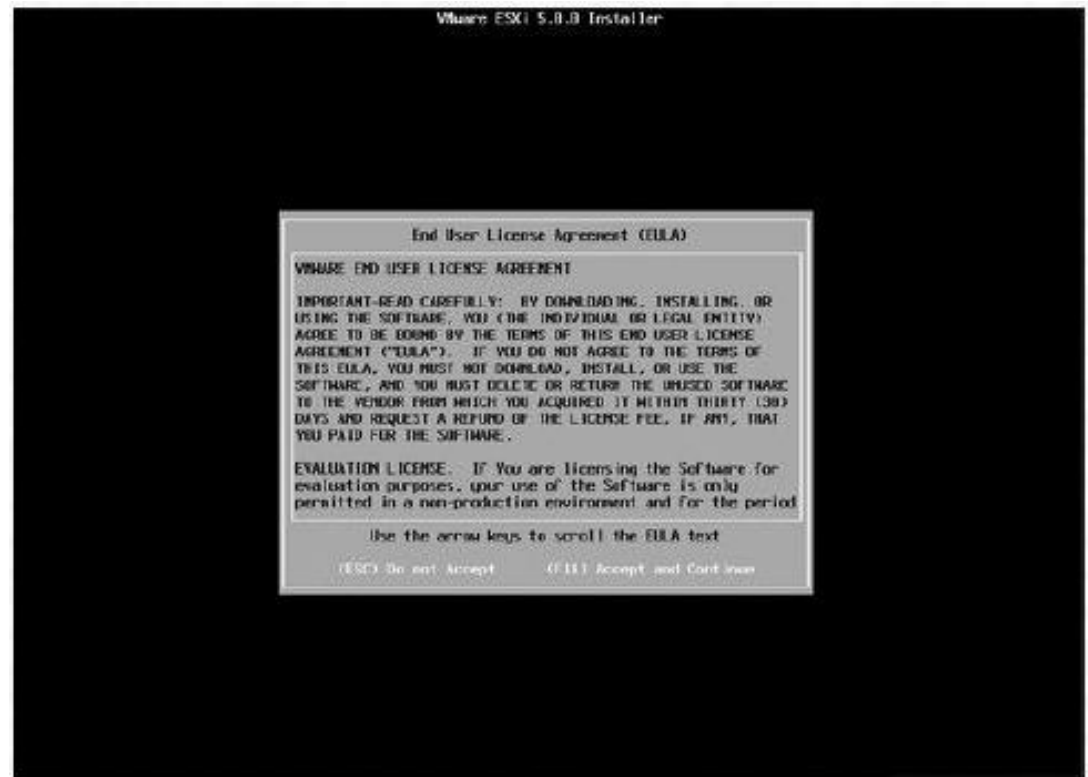 VMware ESXi 5.0.0 Installer
End User License Agreement (EULA)
VMWARE END USER LICENSE AGREEMENT
IMPORTANT-READ CAREFULLY: BY DOWNLOADING, INSTALLING, OR
USING THE SOFTWARE, YOU (THE INDIVIDUAL OR LEGAL ENTITY)
AGREE TO BE BOUND BY THE TERMS OF THIS END USER LICENSE
AGREEMENT ("EULA"). IF YOU DO NOT AGREE TO THE TERMS OF
THIS EULA, YOU MUST NOT DOWNLOAD, INSTALL, OR USE THE
SOFTWARE, AND YOU MUST DELETE OR RETURN THE UNUSED SOFTWARE
TO THE VENDOR FROM WHICH YOU ACQUIRED IT WITHIN THIRTY (30)
DAYS AND REQUEST A REFUND OF THE LICENSE FEE, IF ANY, THAT
YOU PAID FOR THE SOFTWARE.
EVALUATION LICENSE. If You are licensing the Software for
evaluation purposes, your use of the Software is only
permitted in a non-production environment and for the period
Use the arrow keys to scroll the EULA text
(ESC) Do not Accept (F11) Accept and Continue